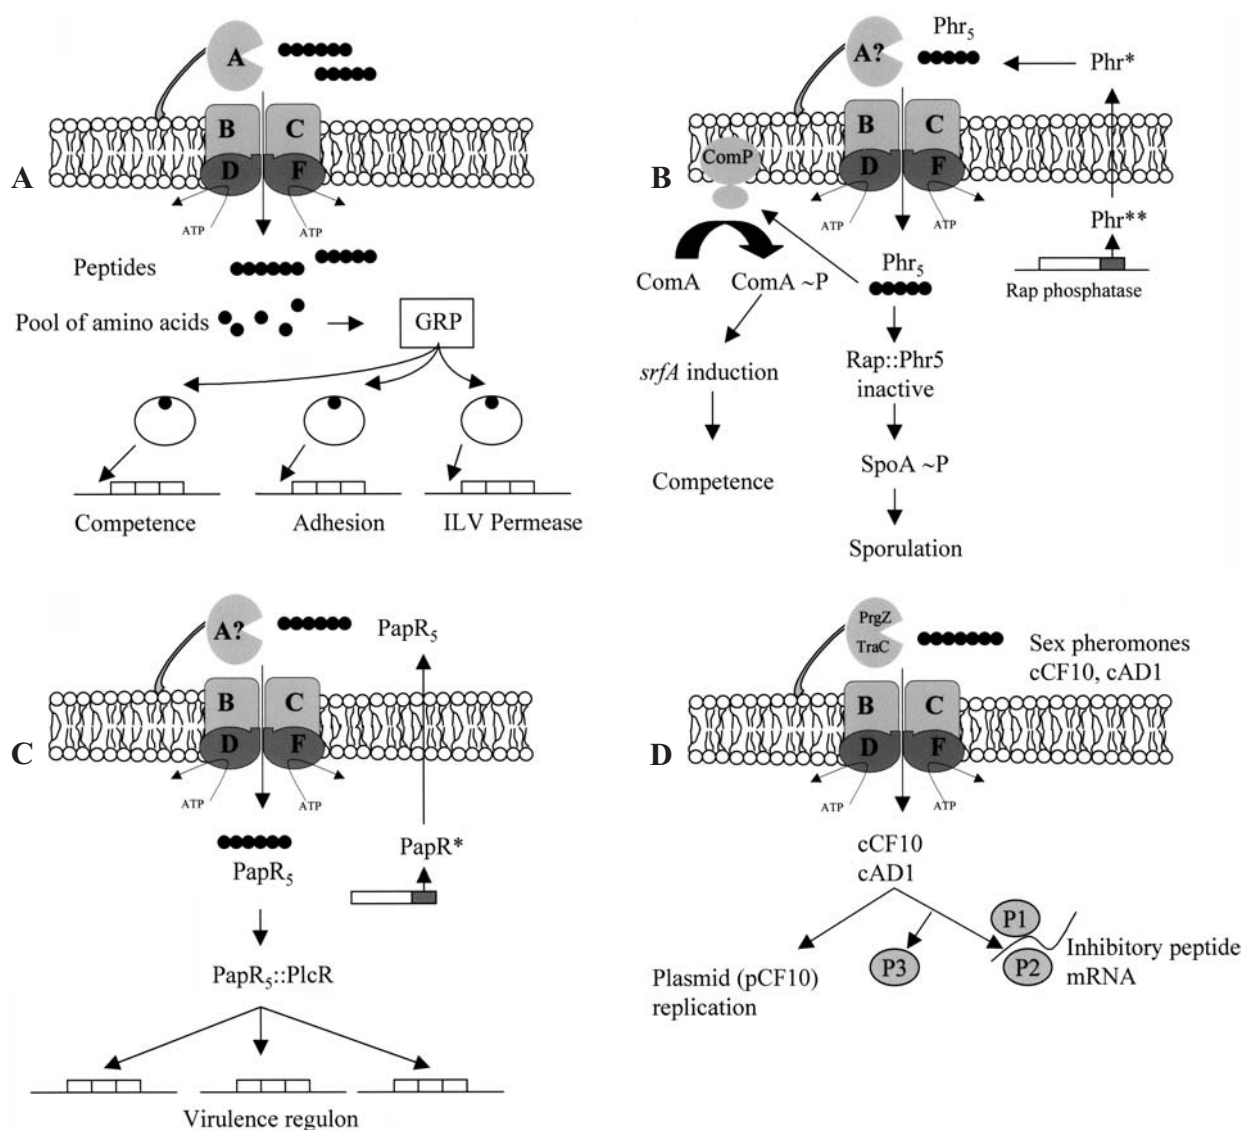 A
B C
A
D F
ATP ATP
Peptides
Pool of amino acids
GRP
Competence Adhesion ILV Permease
Phr5
A?
Phr*
B C
ComP
B
D F
ATP ATP
Phr**
Phr5
ComA ComA ~P
Rap phosphatase
srfA induction
Rap::Phr5
inactive
Competence
SpoA ~P
Sporulation
A?
PapR5
B C
C
D F
ATP ATP
PapR*
PapR5
PapR5::PlcR
Virulence regulon
PrgZ
TraC
Sex pheromones
cCF10, cAD1
B C
D
D F
ATP ATP
cCF10
cAD1
P1
P3
P2
Inhibitory peptide
mRNA
Plasmid (pCF10)
replication